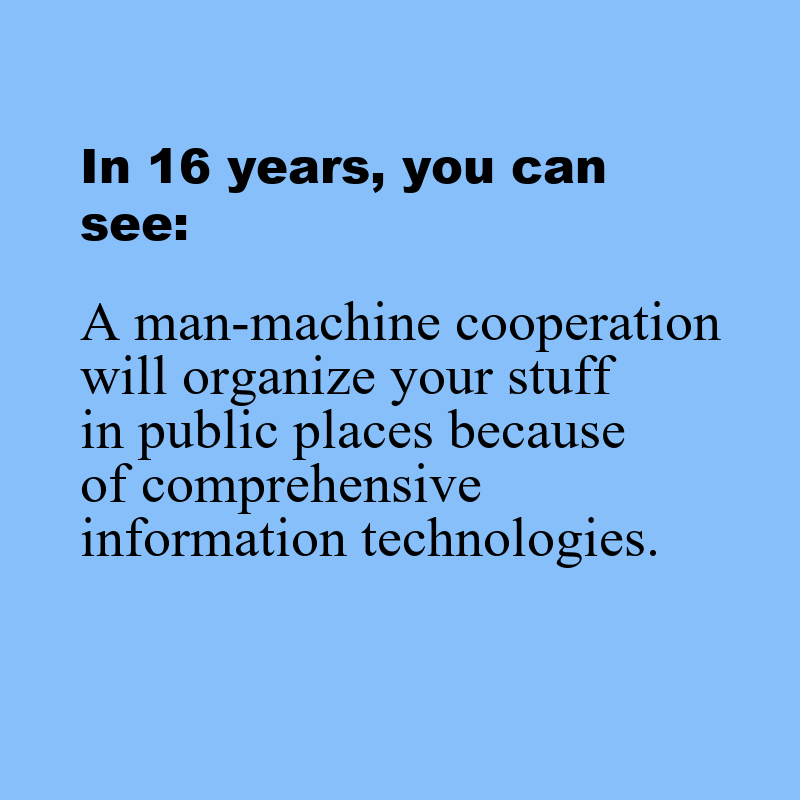 In 16 years, you can
see:
A man-machine cooperation
will organize your stuff
in public places because
of comprehensive
information technologies.